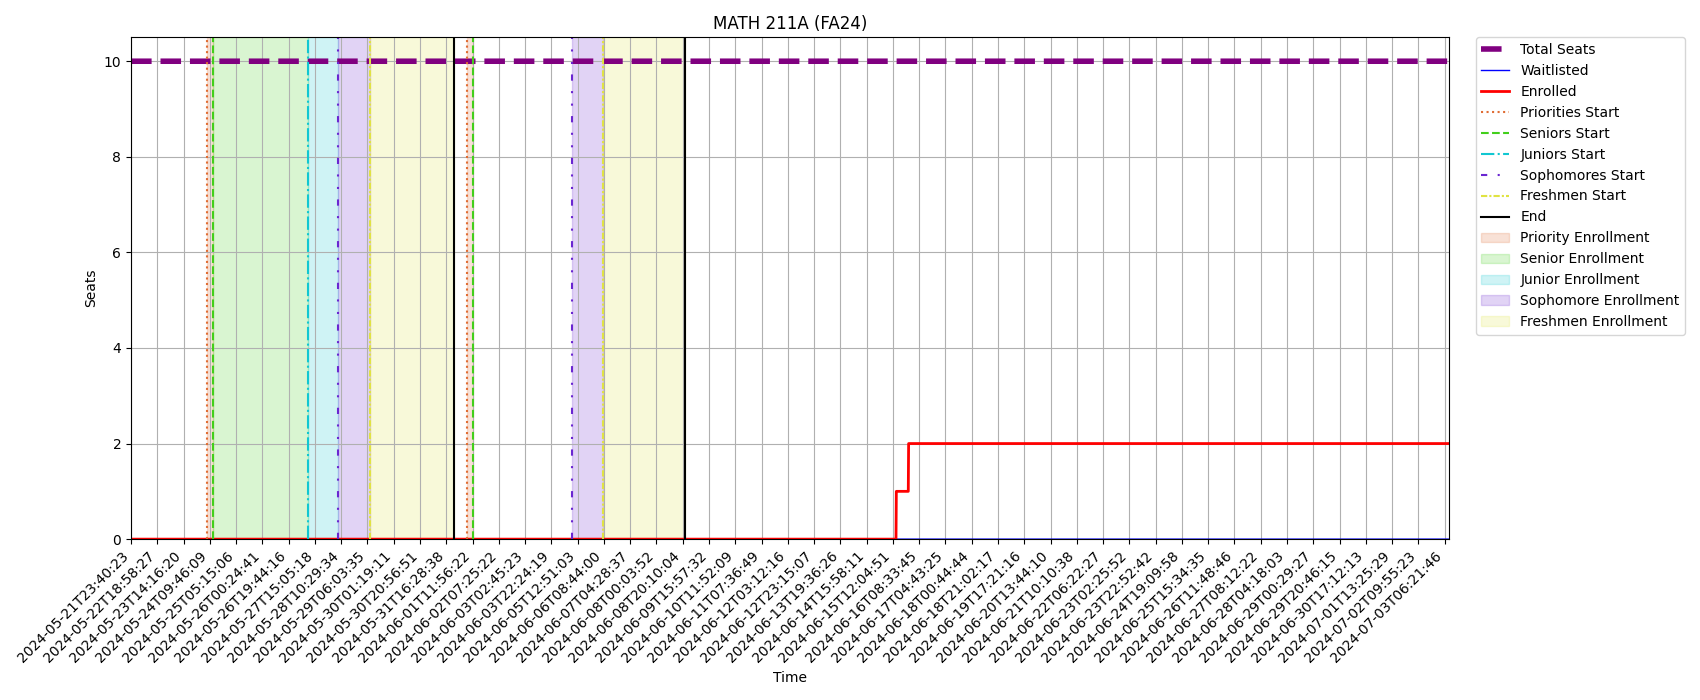 MATH 211A (FA24)
Seats
10
8
6
4
2
0
2024-05-21T23:40:23
2024-05-22T18:58:27
2024-05-23T14:16:20
2024-05-24T09:46:09
2024-05-25T05:15:06
2024-05-26T00:24:41
2024-05-26T19:44:16
2024-05-27T15:05:18
2024-05-28T10:29:34
2024-05-29T06:03:35
2024-05-30T01:19:11
2024-05-30T20:56:51
2024-05-31T16:28:38
2024-06-01T11:56:22
2024-06-02T07:25:22
2024-06-03T02:45:23
2024-06-03T22:24:19
2024-06-05T12:51:03
2024-06-06T08:44:00
2024-06-07T04:28:37
2024-06-08T00:03:52
2024-06-08T20:10:04
2024-06-09T15:57:32
2024-06-10T11:52:09
2024-06-11T07:36:49
2024-06-12T03:12:16
2024-06-12T23:15:07
2024-06-13T19:36:26
2024-06-14T15:58:11
2024-06-15T12:04:51
2024-06-16T08:33:45
2024-06-17T04:43:25
2024-06-18T00:44:44
2024-06-18T21:02:17
2024-06-19T17:21:16
2024-06-20T13:44:10
2024-06-21T10:10:38
2024-06-22T06:22:27
2024-06-23T02:25:52
2024-06-23T22:52:42
2024-06-24T19:09:58
2024-06-25T15:34:35
2024-06-26T11:48:46
2024-06-27T08:12:22
2024-06-28T04:18:03
2024-06-29T00:29:27
2024-06-29T20:46:15
2024-06-30T17:12:13
2024-07-01T13:25:29
2024-07-02T09:55:23
2024-07-03T06:21:46
Time
Total Seats
Waitlisted
Enrolled
Priorities Start
Seniors Start
Juniors Start
Sophomores Start
Freshmen Start
End
Priority Enrollment
Senior Enrollment
Junior Enrollment
Sophomore Enrollment
Freshmen Enrollment